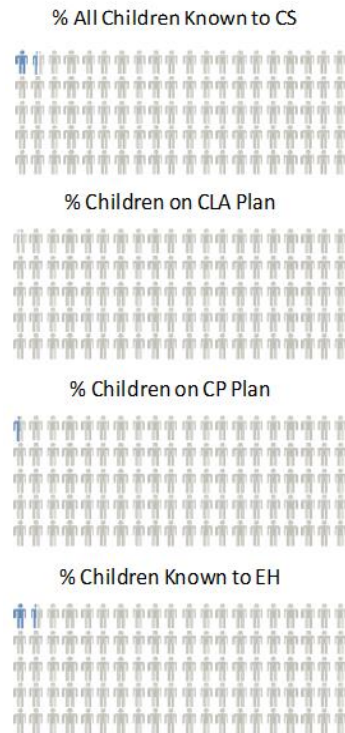 % All Children Known to CS
% Children on CLA Plan
% Children on CP Plan
% Children Known to EH